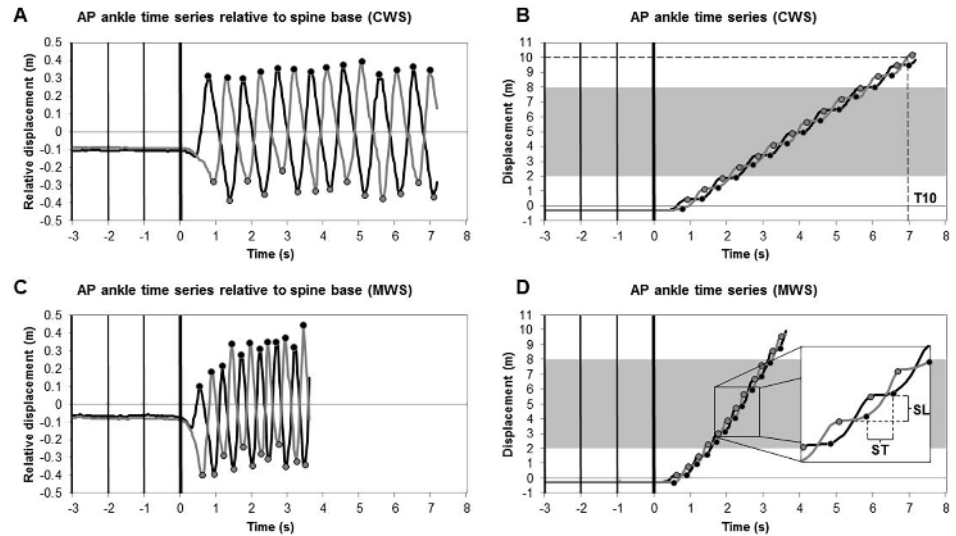 A
AP ankle time series relative to spine base (CWS)
Relative displacement (m)
0.5
0.4
0.3
0.2
0.1
0
-0.1
-0.2
-0.3
-0.4
-0.5
-3 -2 -1 0 1 2 3 4 5 6 7 8
Time (s)
B
AP ankle time series (CWS)
Displacement (m)
11
10
9
8
7
6
5
4
3
2
1
0
-1
T10
-3 -2 -1 0 1 2 3 4 5 6 7 8
Time (s)
C
AP ankle time series relative to spine base (MWS)
Relative displacement (m)
0.5
0.4
0.3
0.2
0.1
0
-0.1
-0.2
-0.3
-0.4
-0.5
-3 -2 -1 0 1 2 3 4 5 6 7 8
Time (s)
D
AP ankle time series (MWS)
Displacement (m)
11
10
9
8
7
6
5
4
3
2
1
0
-1
SL
ST
-3 -2 -1 0 1 2 3 4 5 6 7 8
Time (s)